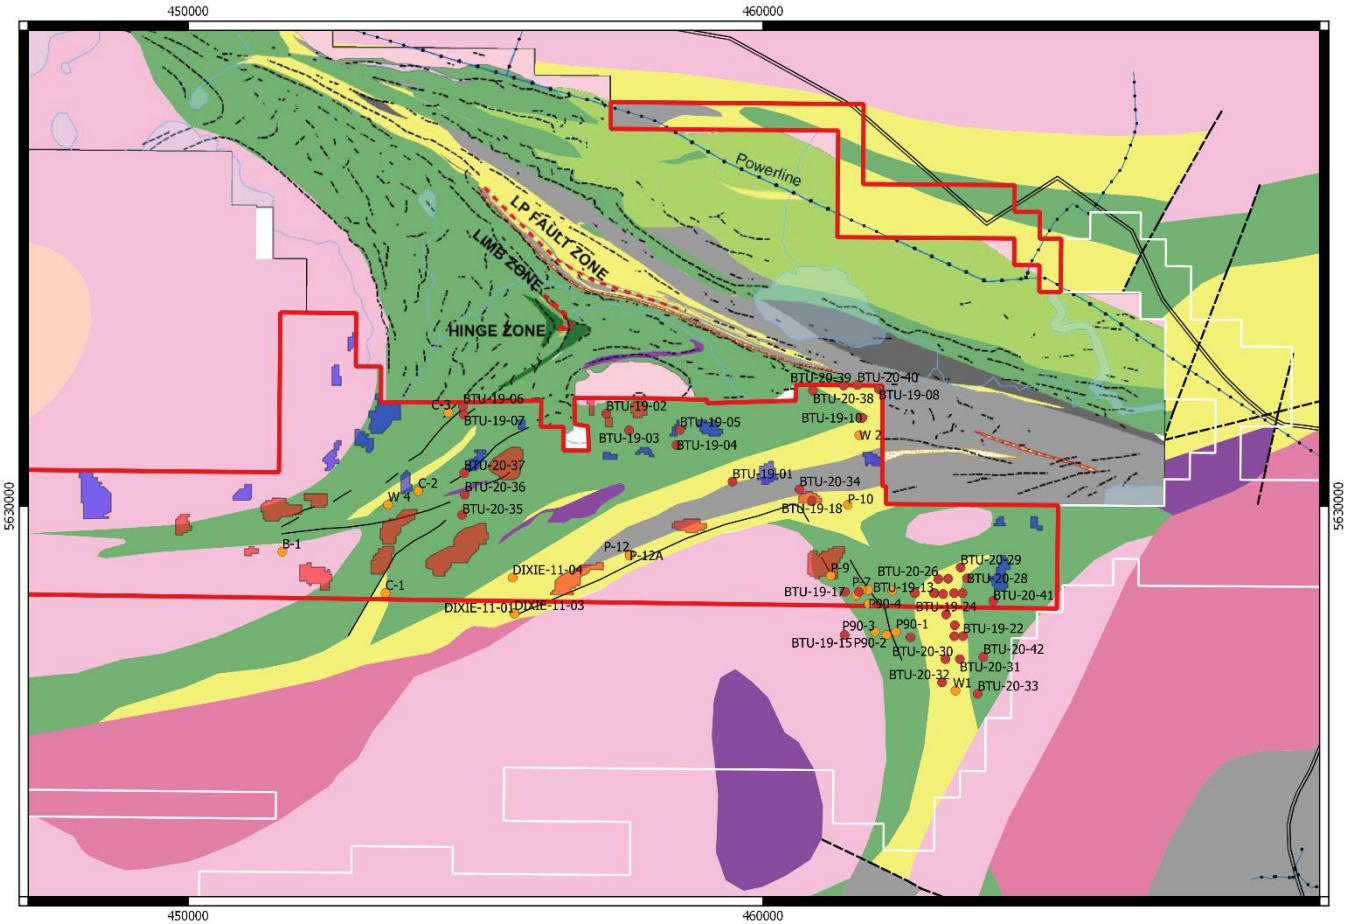 450000
460000
Powerline
LP FAULT ZONE
LIMB ZONE
HINGE ZONE
BTU-20-39
BTU-20-40
BTU-20-38
BTU-19-08
C-3
BTU-19-06
BTU-19-07
BTU-19-02
BTU-19-05
BTU-19-10
BTU-19-03
BTU-19-04
W 2
BTU-20-37
BTU-19-01
C-2
BTU-20-36
BTU-20-34
W 4
BTU-19-18
P-10
5630000
5630000
BTU-20-35
B-1
P-12
P-12A
P-9
BTU-20-29
DIXIE-11-04
BTU-20-26
BTU-20-28
C-1
P-7
BTU-19-13
BTU-19-17
BTU-20-41
DIXIE-11-01
DIXIE-11-03
P90-4
BTU-19-24
P90-3
P90-1
BTU-19-22
BTU-19-15
P90-2
BTU-20-30
BTU-20-42
BTU-20-31
BTU-20-32
W1
BTU-20-33
450000
460000